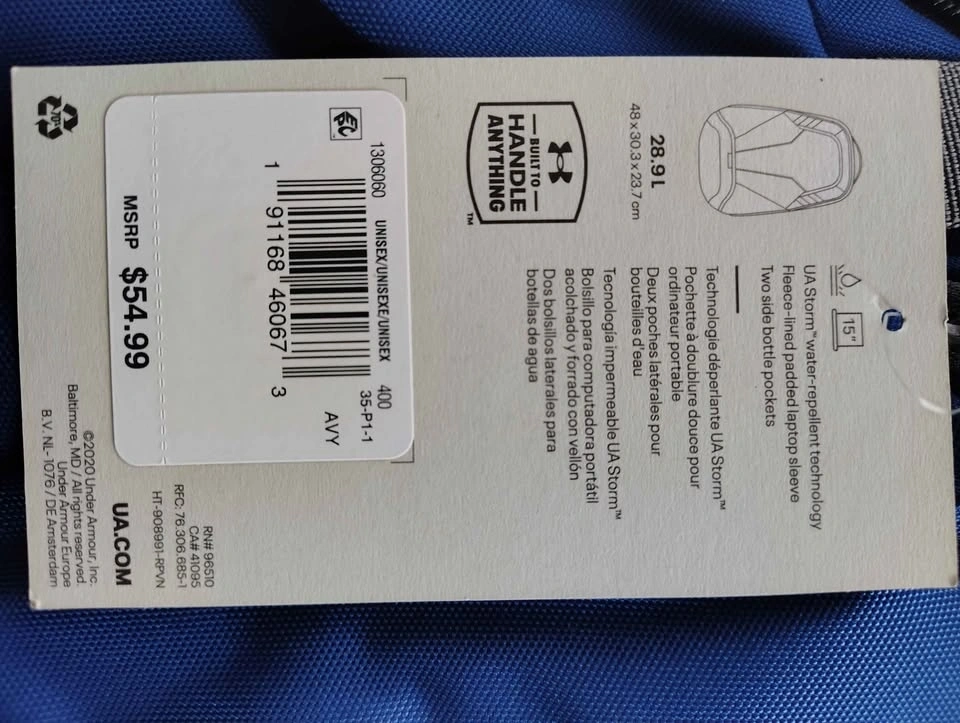 28.9 L
48 x 30.3 x 23.7 cm
BUILT TO
HANDLE
ANYTHING
TM
15"
UA Storm™ water-repellent technology
Fleece-lined padded laptop sleeve
Two side bottle pockets
Technologie déperlante UA Storm™
Pochette à doublure douce pour
ordinateur portable
Deux poches latérales pour
bouteilles d'eau
Tecnología impermeable UA Storm™
Bolsillo para computadora portátil
acolchado y forrado con vellón
Dos bolsillos laterales para
botellas de agua
1306060 UNISEX/UNISEXE/UNISEX 400
35-P1-1
AVY
EPC
1 91168 46067 3
MSRP $54.99
RN# 96510
CA# 41095
RFC: 76.306.685-1
HT-908991-RPVN
UA.COM
©2020 Under Armour, Inc.
Baltimore, MD / All rights reserved.
Under Armour Europe
B.V. NL- 1076 / DE Amsterdam